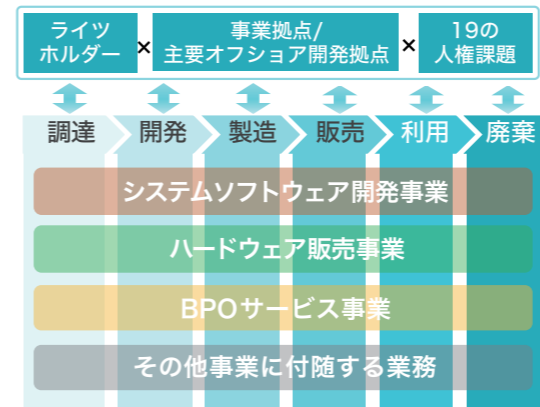 ライツ
ホルダー
×
事業拠点/
主要オフショア開発拠点
×
19の
人権課題
調達 開発 製造 販売 利用 廃棄
システムソフトウェア開発事業
ハードウェア販売事業
BPOサービス事業
その他事業に付随する業務